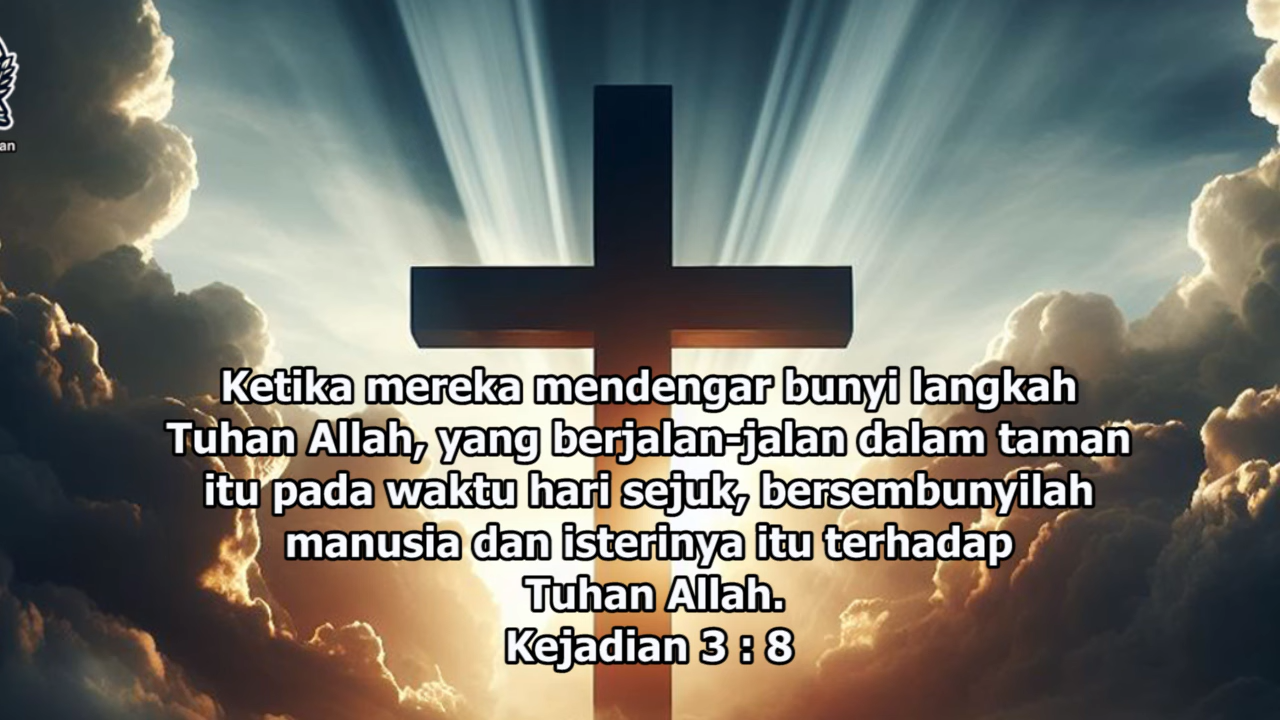 Ketika mereka mendengar bunyi langkah
Tuhan Allah, yang berjalan-jalan dalam taman
itu pada waktu hari sejuk, bersembunyilah
manusia dan isterinya itu terhadap
Tuhan Allah.
Kejadian 3 : 8